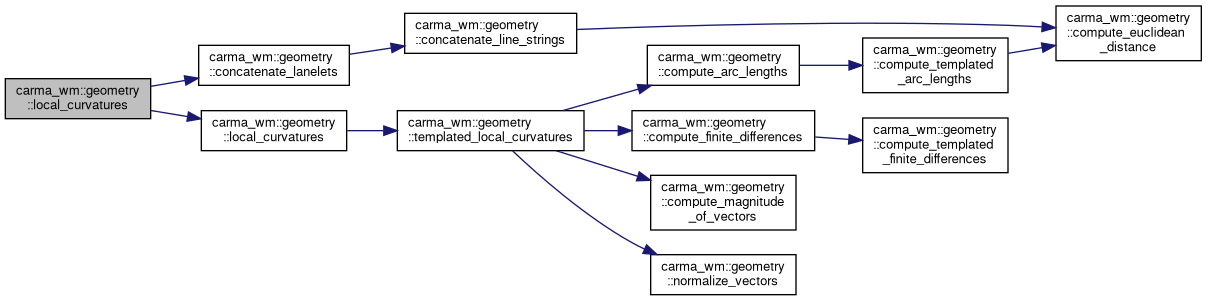 carma_wm::geometry
::local_curvatures
carma_wm::geometry
::concatenate_lanelets
carma_wm::geometry
::concatenate_line_strings
carma_wm::geometry
::compute_euclidean
_distance
carma_wm::geometry
::local_curvatures
carma_wm::geometry
::templated_local_curvatures
carma_wm::geometry
::compute_arc_lengths
carma_wm::geometry
::compute_templated
_arc_lengths
carma_wm::geometry
::compute_finite_differences
carma_wm::geometry
::compute_templated
_finite_differences
carma_wm::geometry
::compute_magnitude
_of_vectors
carma_wm::geometry
::normalize_vectors